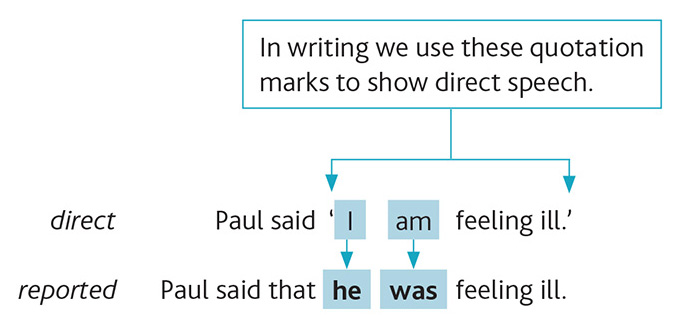 In writing we use these quotation
marks to show direct speech.
direct Paul said ‘I am feeling ill.’
reported Paul said that he was feeling ill.